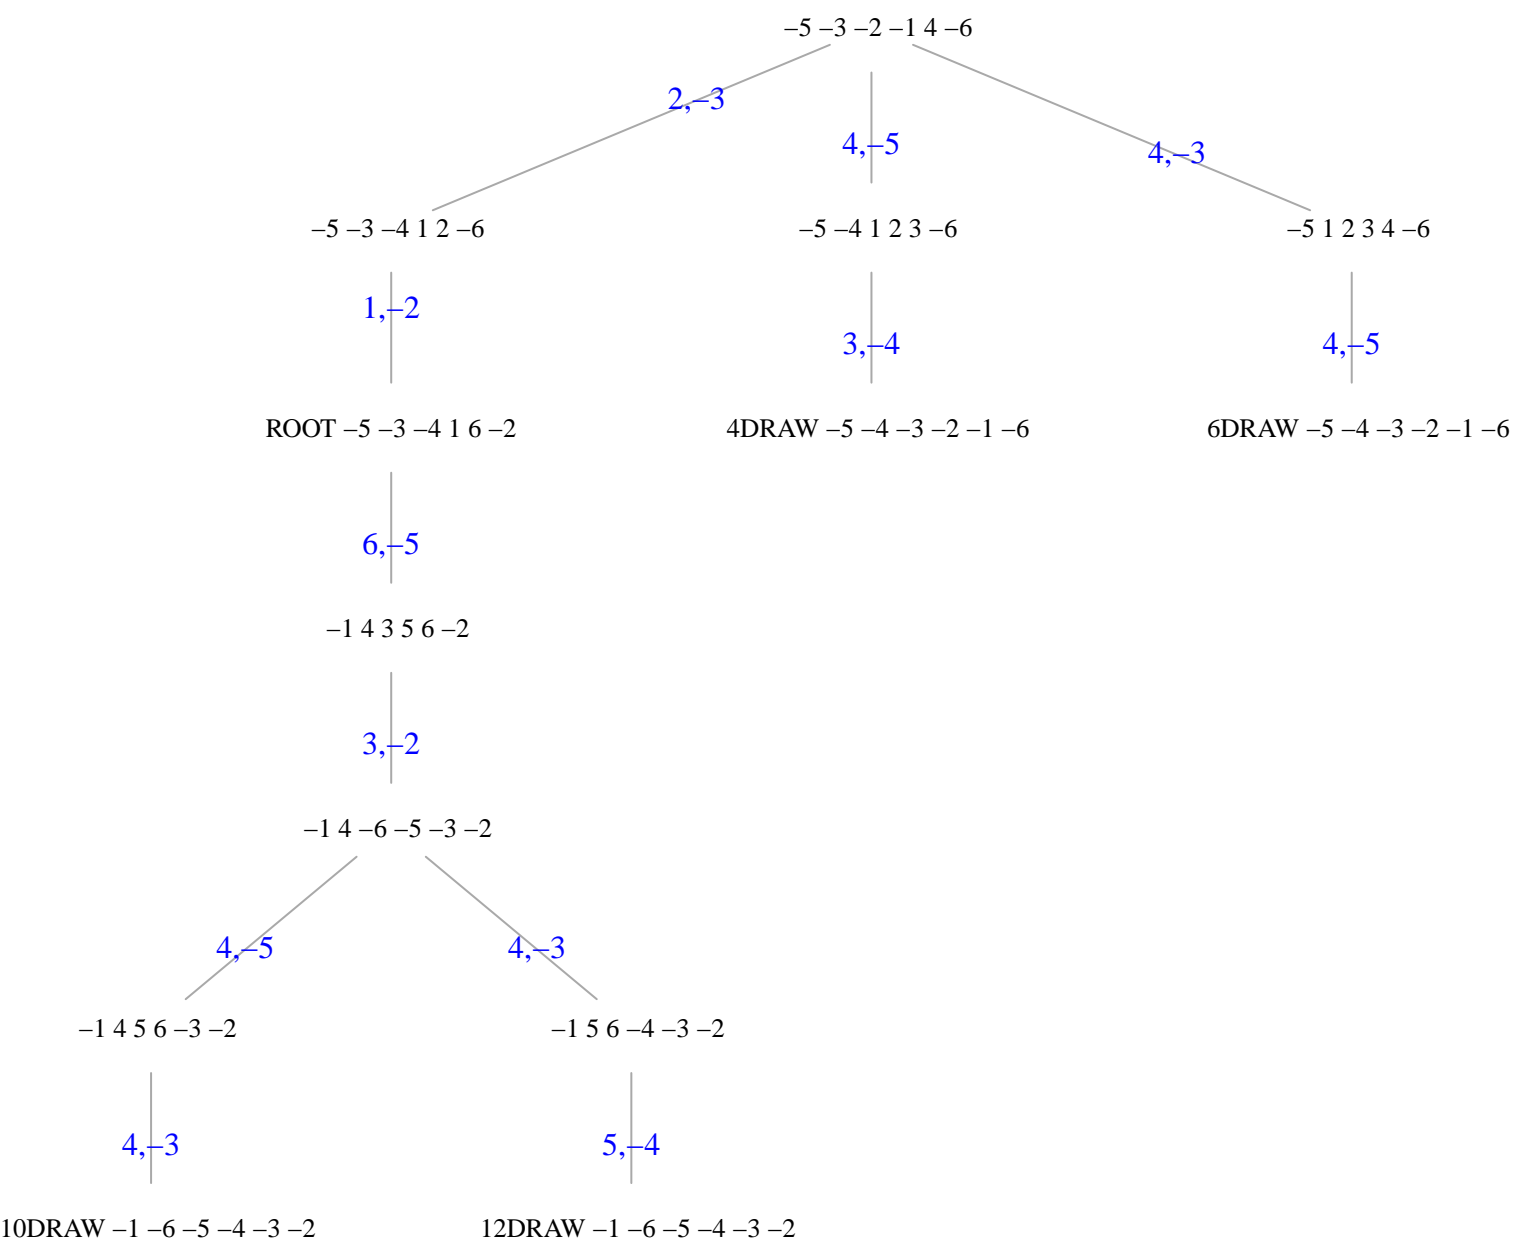 –5 –3 –2 –1 4 –6
2,–3
4,–5
4,–3
–5 –3 –4 1 2 –6
–5 –4 1 2 3 –6
–5 1 2 3 4 –6
1,–2
3,–4
4,–5
ROOT –5 –3 –4 1 6 –2
4DRAW –5 –4 –3 –2 –1 –6
6DRAW –5 –4 –3 –2 –1 –6
6,–5
–1 4 3 5 6 –2
3,–2
–1 4 –6 –5 –3 –2
4,–5
4,–3
–1 4 5 6 –3 –2
–1 5 6 –4 –3 –2
4,–3
5,–4
10DRAW –1 –6 –5 –4 –3 –2
12DRAW –1 –6 –5 –4 –3 –2